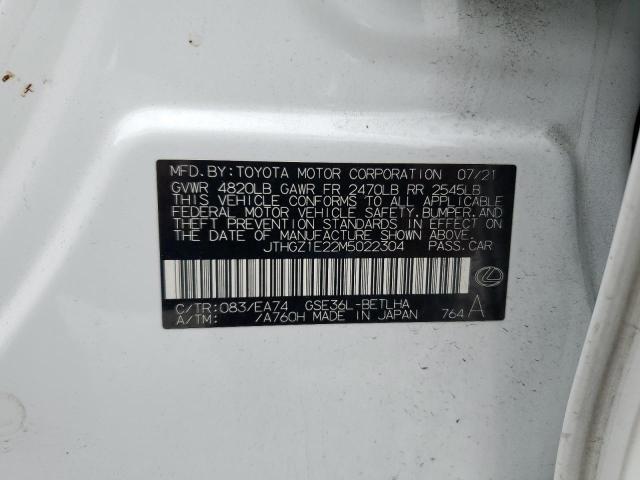 MFD.BY:TOYOTA MOTOR CORPORATION 07/21
GVWR 4820LB GAWR FR 2470LB RR 2545LB
THIS VEHICLE CONFORMS TO ALL APPLICABLE
FEDERAL MOTOR VEHICLE SAFETY,BUMPER,AND
THEFT PREVENTION STANDARDS IN EFFECT ON
THE DATE OF MANUFACTURE SHOWN ABOVE.
JTHGZ1E22M5022304 PASS.CAR
C/TR:083/EA74 GSE36L-BETLHA
A/TM: /A760H MADE IN JAPAN 764 A